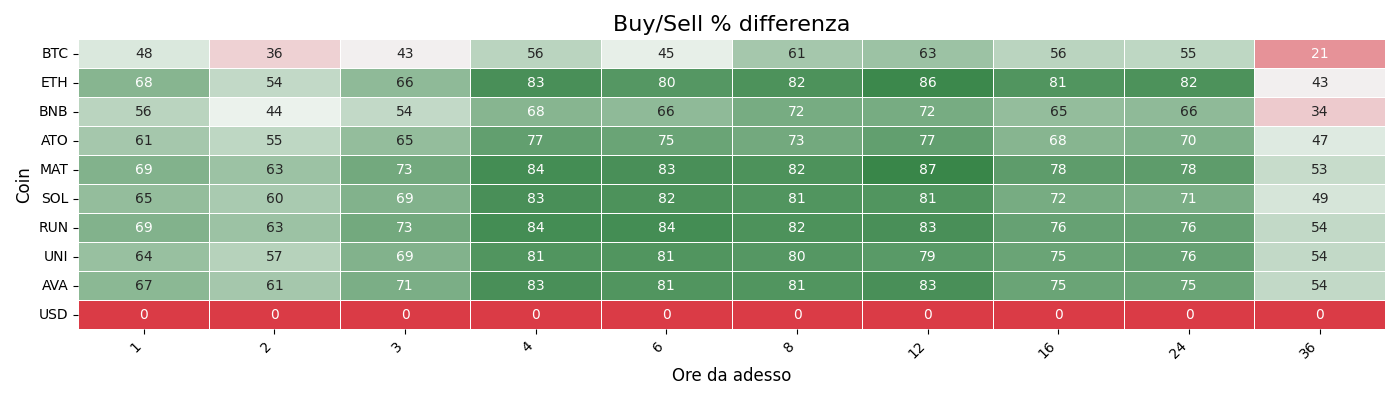 Buy/Sell % differenza
Coin
BTC 48 36 43 56 45 61 63 56 55 21
ETH 68 54 66 83 80 82 86 81 82 43
BNB 56 44 54 68 66 72 72 65 66 34
ATO 61 55 65 77 75 73 77 68 70 47
MAT 69 63 73 84 83 82 87 78 78 53
SOL 65 60 69 83 82 81 81 72 71 49
RUN 69 63 73 84 84 82 83 76 76 54
UNI 64 57 69 81 81 80 79 75 76 54
AVA 67 61 71 83 81 81 83 75 75 54
USD 0 0 0 0 0 0 0 0 0 0
1 2 3 4 6 8 12 16 24 36
Ore da adesso